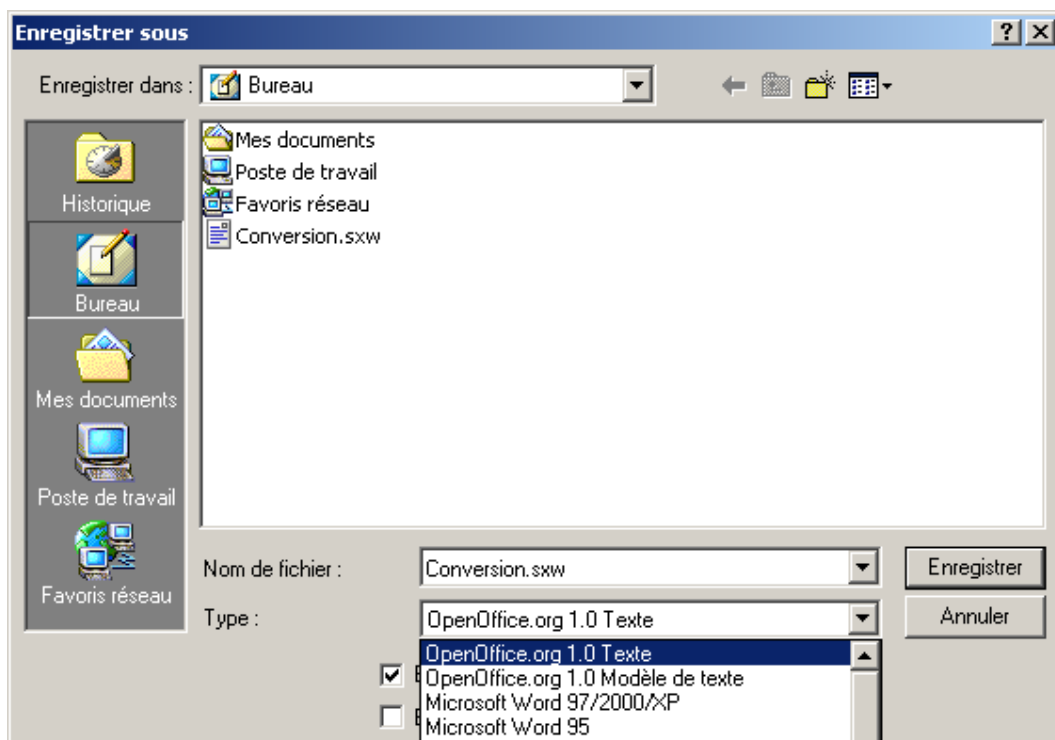 Enregistrer sous
Enregistrer dans :
Bureau
Historique
Bureau
Mes documents
Poste de travail
Favoris réseau
Mes documents
Poste de travail
Favoris réseau
Conversion.sxw
Nom de fichier :
Conversion.sxw
Enregistrer
Type :
OpenOffice.org 1.0 Texte
Annuler
OpenOffice.org 1.0 Texte
OpenOffice.org 1.0 Modèle de texte
Microsoft Word 97/2000/XP
Microsoft Word 95